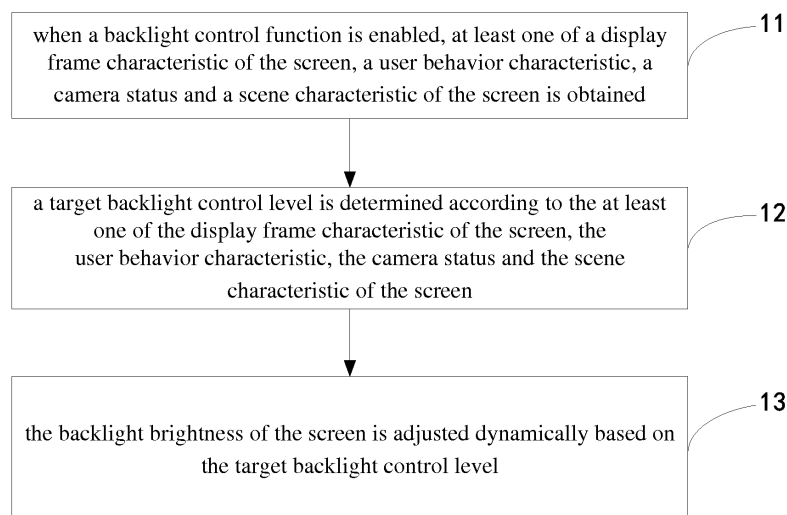 when a backlight control function is enabled, at least one of a display
frame characteristic of the screen, a user behavior characteristic, a
camera status and a scene characteristic of the screen is obtained
11
a target backlight control level is determined according to the at least
one of the display frame characteristic of the screen, the
user behavior characteristic, the camera status and the scene
characteristic of the screen
12
the backlight brightness of the screen is adjusted dynamically based on
the target backlight control level
13